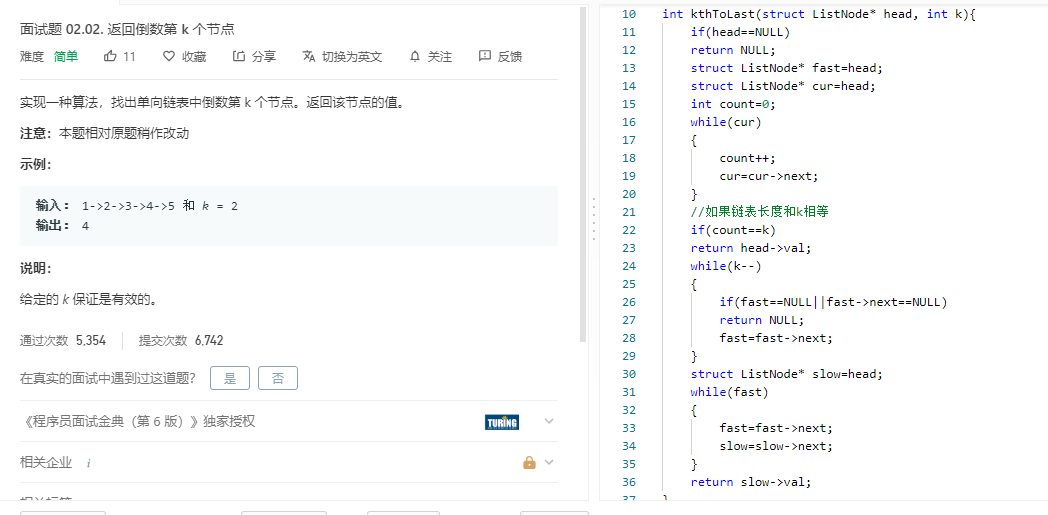 面试题 02.02. 返回倒数第 k 个节点
难度 简单 11 收藏 分享 切换为英文 关注 反馈
实现一种算法，找出单向链表中倒数第 k 个节点。返回该节点的值。
注意：本题相对原题稍作改动
示例：
输入： 1->2->3->4->5 和 k = 2
输出： 4
说明：
给定的 k 保证是有效的。
通过次数 5,354 提交次数 6,742
在真实的面试中遇到过这道题？ 是 否
《程序员面试金典（第 6 版）》独家授权 TURING
相关企业 i
相关标签
10 int kthToLast(struct ListNode* head, int k){
11 if(head==NULL)
12 return NULL;
13 struct ListNode* fast=head;
14 struct ListNode* cur=head;
15 int count=0;
16 while(cur)
17 {
18 count++;
19 cur=cur->next;
20 }
21 //如果链表长度和k相等
22 if(count==k)
23 return head->val;
24 while(k--)
25 {
26 if(fast==NULL||fast->next==NULL)
27 return NULL;
28 fast=fast->next;
29 }
30 struct ListNode* slow=head;
31 while(fast)
32 {
33 fast=fast->next;
34 slow=slow->next;
35 }
36 return slow->val;
37 }